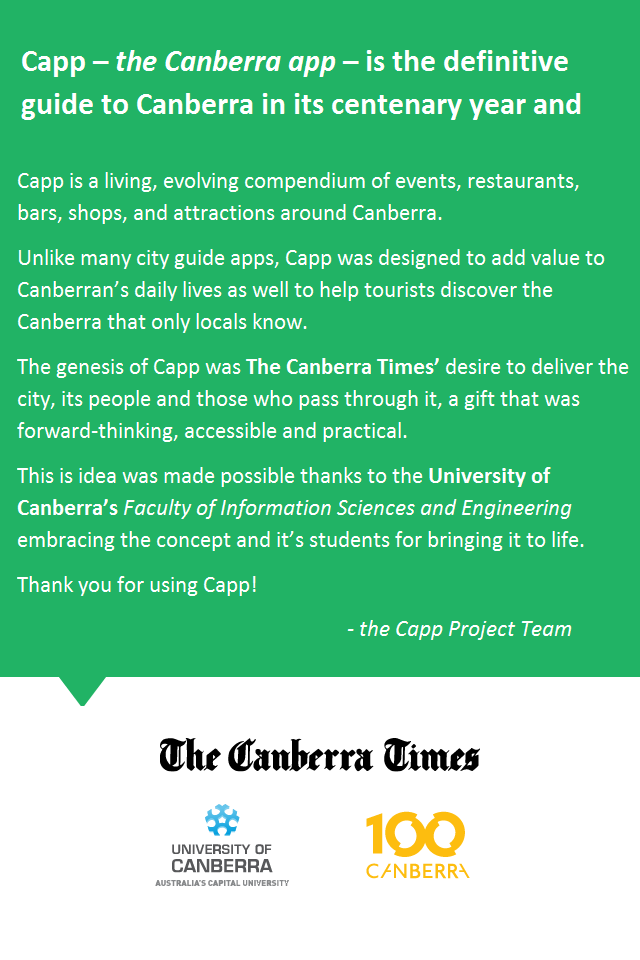 Capp – the Canberra app – is the definitive
guide to Canberra in its centenary year and
Capp is a living, evolving compendium of events, restaurants,
bars, shops, and attractions around Canberra.
Unlike many city guide apps, Capp was designed to add value to
Canberran’s daily lives as well to help tourists discover the
Canberra that only locals know.
The genesis of Capp was The Canberra Times’ desire to deliver the
city, its people and those who pass through it, a gift that was
forward-thinking, accessible and practical.
This is idea was made possible thanks to the University of
Canberra’s Faculty of Information Sciences and Engineering
embracing the concept and it’s students for bringing it to life.
Thank you for using Capp!
- the Capp Project Team
The Canberra Times
UNIVERSITY OF
CANBERRA
AUSTRALIA’S CAPITAL UNIVERSITY
100
CANBERRA